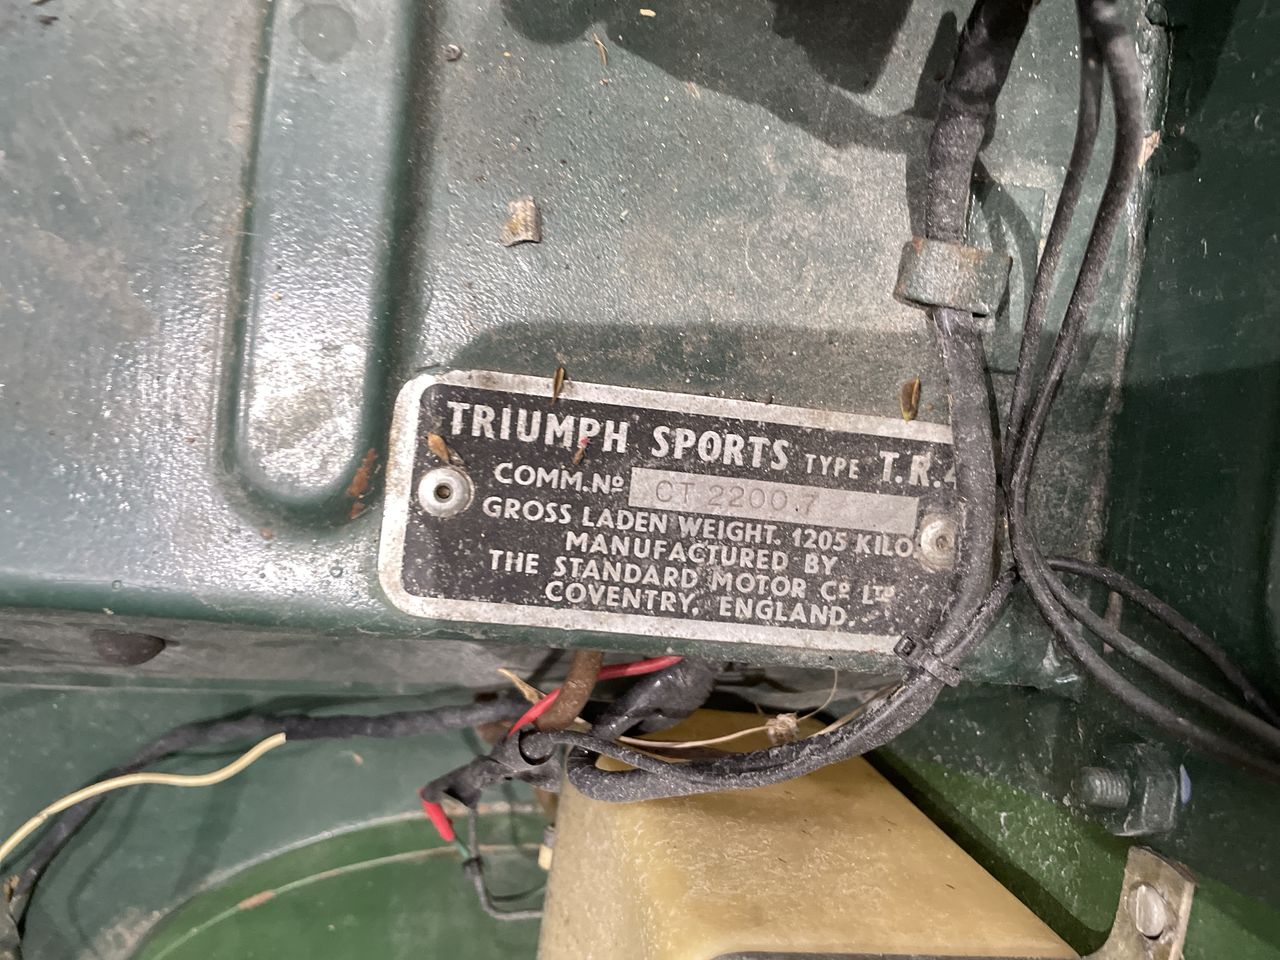 TRIUMPH SPORTS TYPE T.R.4
COMM. Nº CT 22007
GROSS LADEN WEIGHT. 1205 KILO
MANUFACTURED BY
THE STANDARD MOTOR Cº LTD
COVENTRY, ENGLAND.